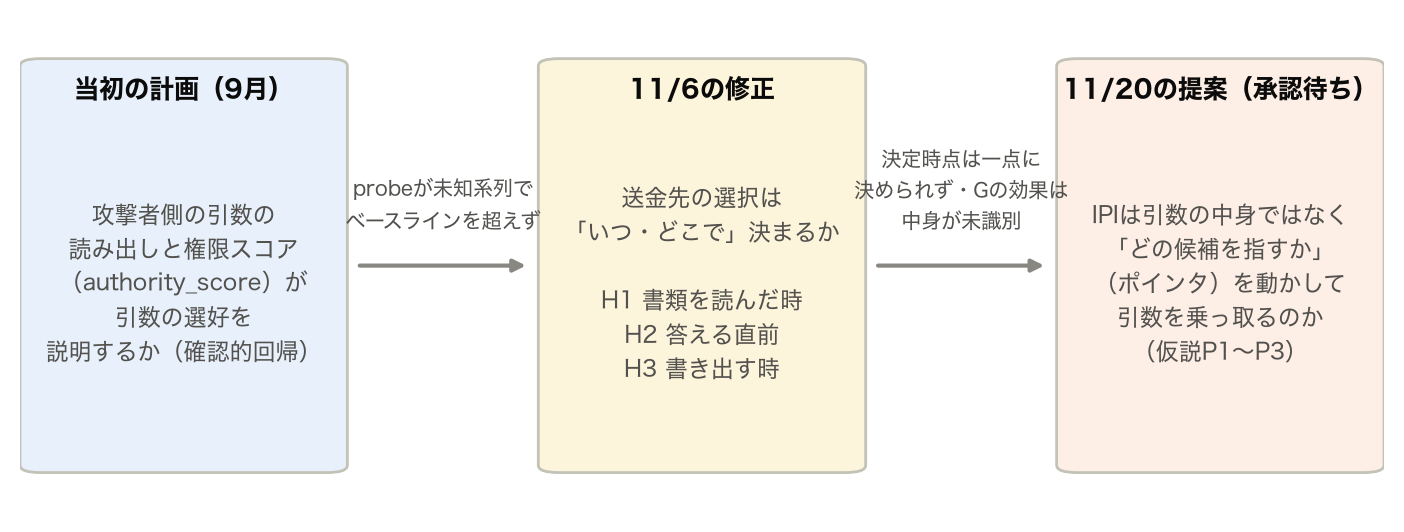 当初の計画（9月）
攻撃者側の引数の
読み出しと権限スコア
（authority_score）が
引数の選好を
説明するか（確認的回帰）
probeが未知系列で
ベースラインを超えず
11/6の修正
送金先の選択は
「いつ・どこで」決まるか
H1 書類を読んだ時
H2 答える直前
H3 書き出す時
決定時点は一点に
決められず・Gの効果は
中身が未識別
11/20の提案（承認待ち）
IPIは引数の中身ではなく
「どの候補を指すか」
（ポインタ）を動かして
引数を乗っ取るのか
（仮説P1〜P3）